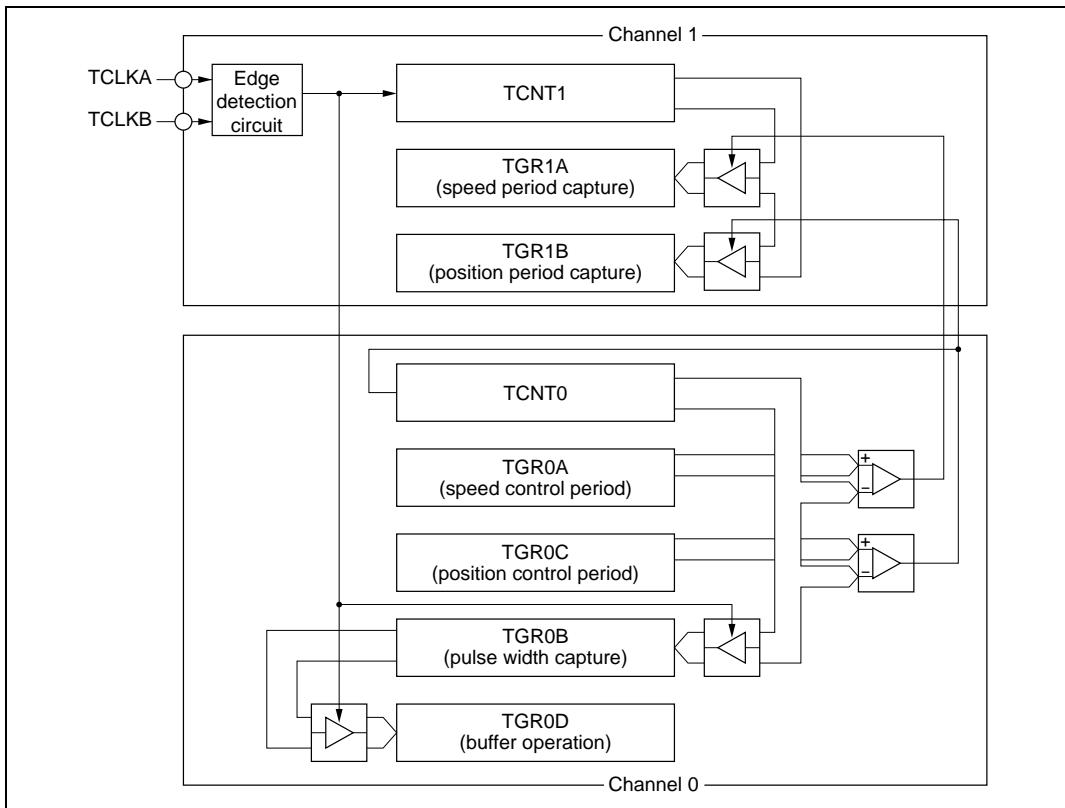 Channel 1
TCLKA
TCLKB
Edge
detection
circuit
TCNT1
TGR1A
(speed period capture)
TGR1B
(position period capture)
TCNT0
TGR0A
(speed control period)
+
−
TGR0C
(position control period)
+
−
TGR0B
(pulse width capture)
TGR0D
(buffer operation)
Channel 0